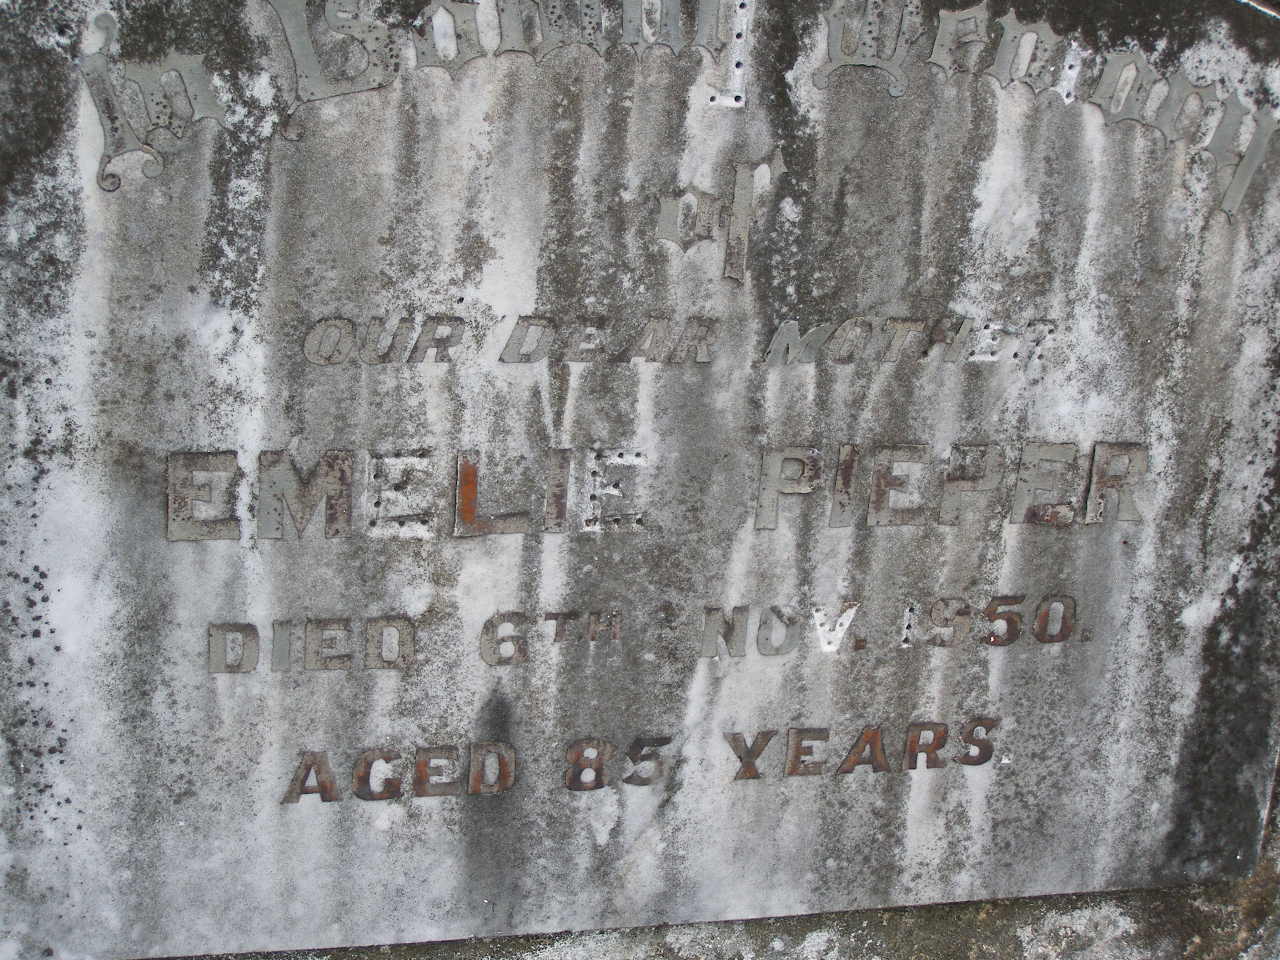 Of
OUR DEAR MOTHER
EMELIE PIEPER
DIED 6TH NOV. 1950.
AGED 85 YEARS